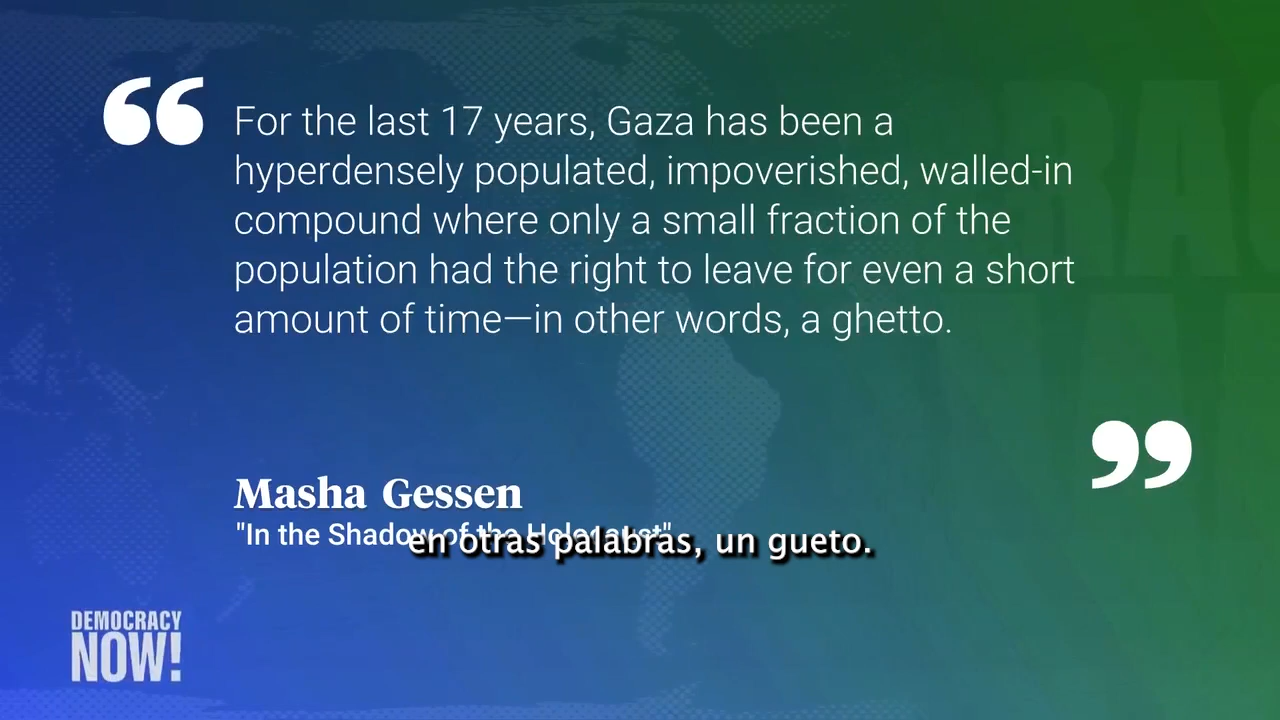 “
For the last 17 years, Gaza has been a
hyperdensely populated, impoverished, walled-in
compound where only a small fraction of the
population had the right to leave for even a short
amount of time—in other words, a ghetto.
”
Masha Gessen
"In the Shadow of the Holocaust"
en otras palabras, un gueto.
DEMOCRACY
NOW!